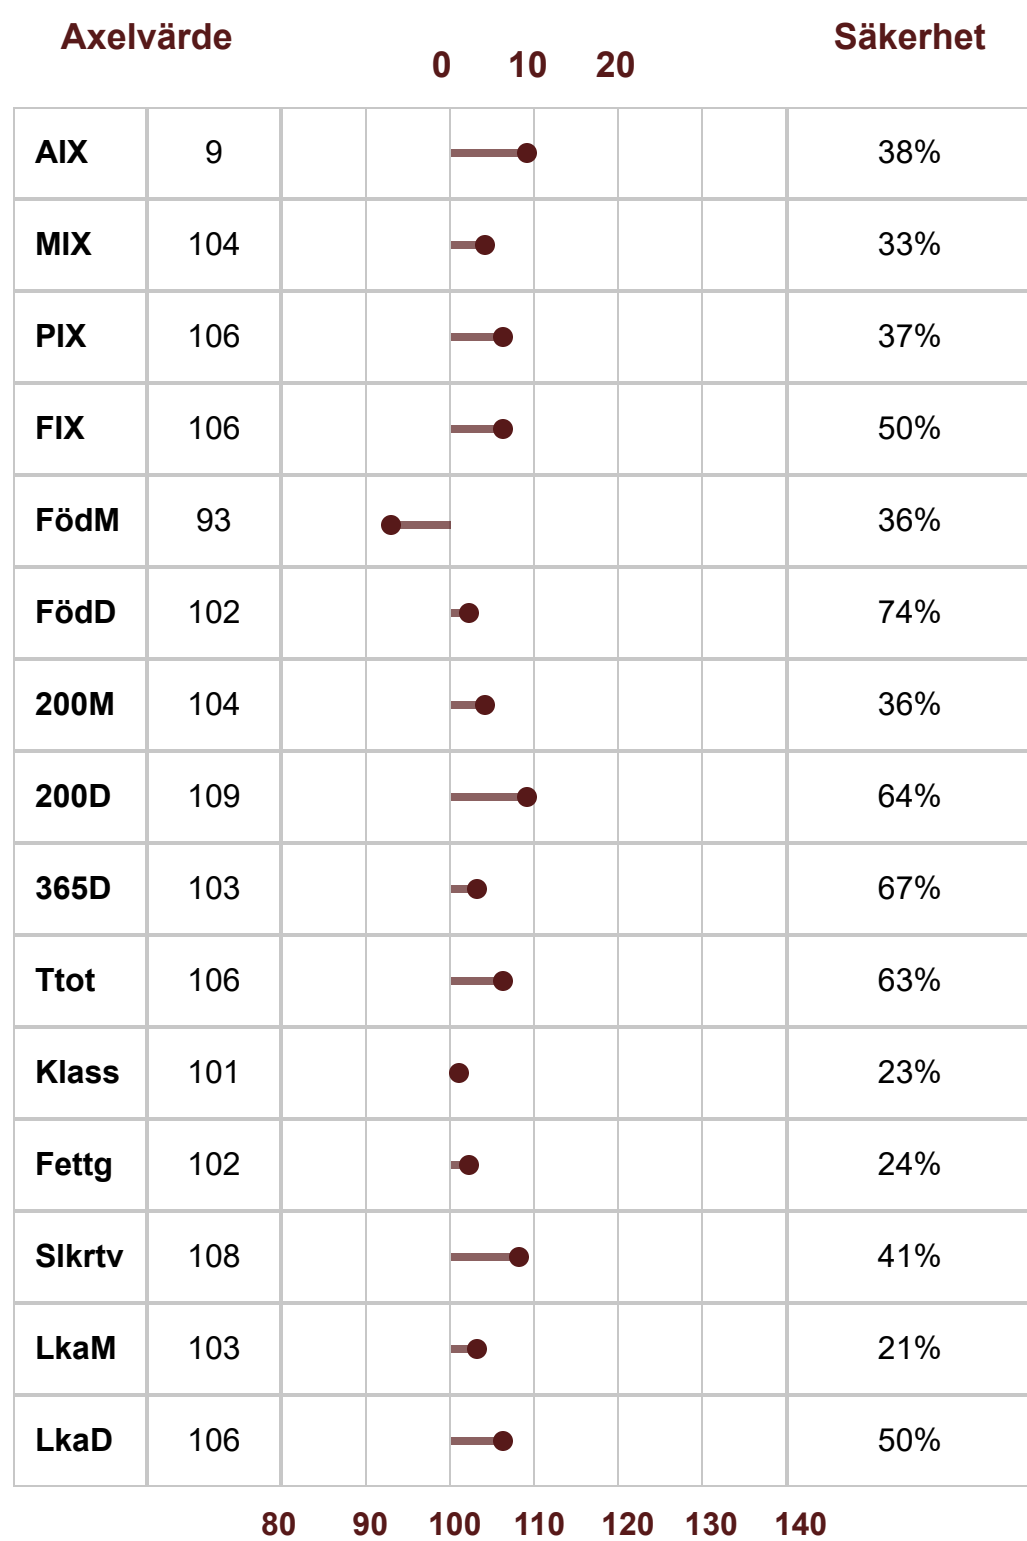 Axelvärde Säkerhet
0 10 20
AIX 9 38%
MIX 104 33%
PIX 106 37%
FIX 106 50%
FödM 93 36%
FödD 102 74%
200M 104 36%
200D 109 64%
365D 103 67%
Ttot 106 63%
Klass 101 23%
Fettg 102 24%
Slkrtv 108 41%
LkaM 103 21%
LkaD 106 50%
80 90 100 110 120 130 140